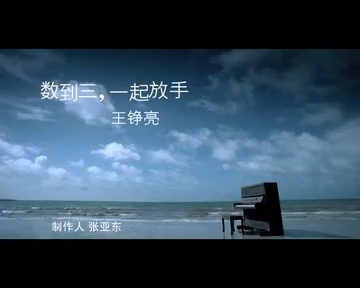 数到三，一起放手
王铮亮
制作人 张亚东